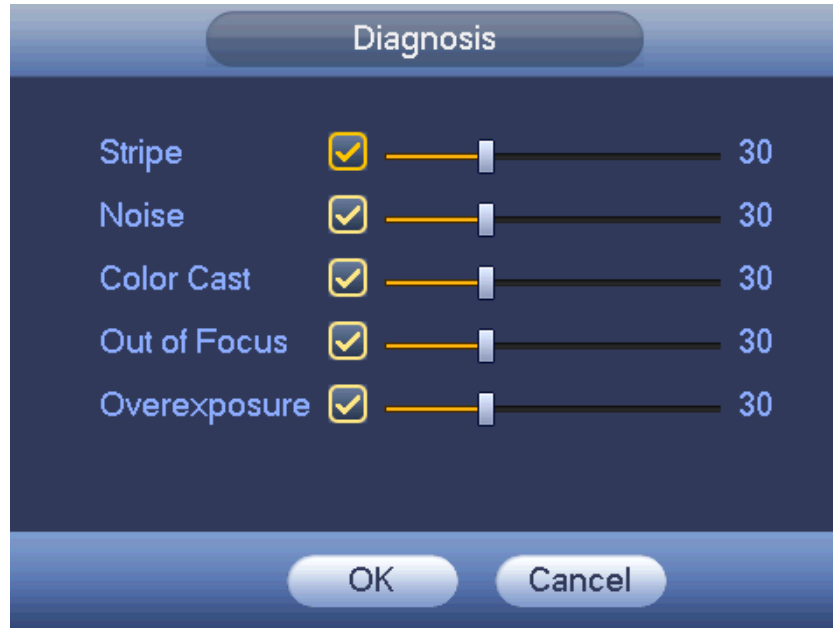 Diagnosis
Stripe 30
Noise 30
Color Cast 30
Out of Focus 30
Overexposure 30
OK Cancel